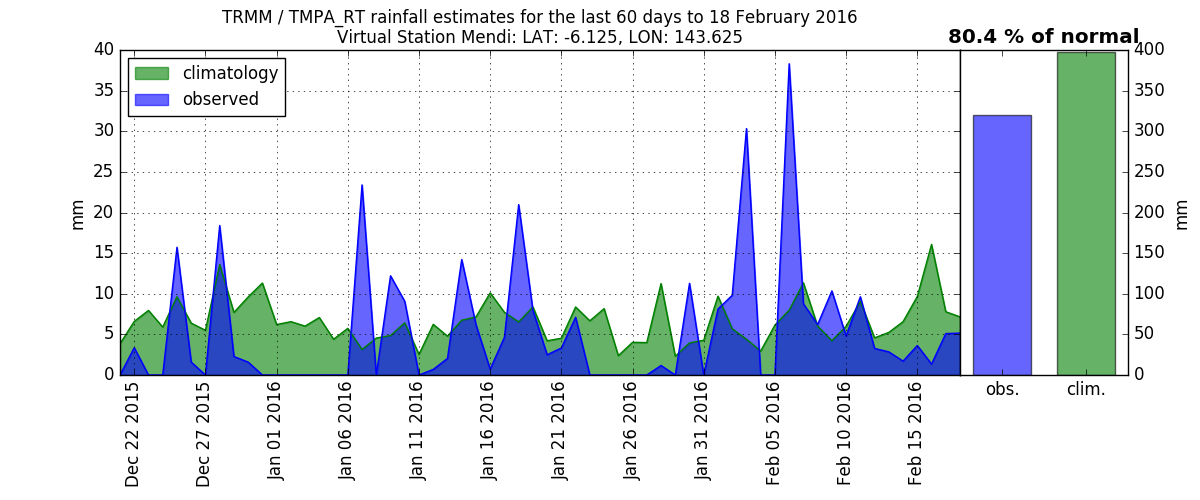 TRMM / TMPA_RT rainfall estimates for the last 60 days to 18 February 2016
Virtual Station Mendi: LAT: -6.125, LON: 143.625
80.4 % of normal
climatology
observed
40
35
30
25
20
15
10
5
0
mm
400
350
300
250
200
150
100
50
0
mm
Dec 22 2015
Dec 27 2015
Jan 01 2016
Jan 06 2016
Jan 11 2016
Jan 16 2016
Jan 21 2016
Jan 26 2016
Jan 31 2016
Feb 05 2016
Feb 10 2016
Feb 15 2016
obs.
clim.